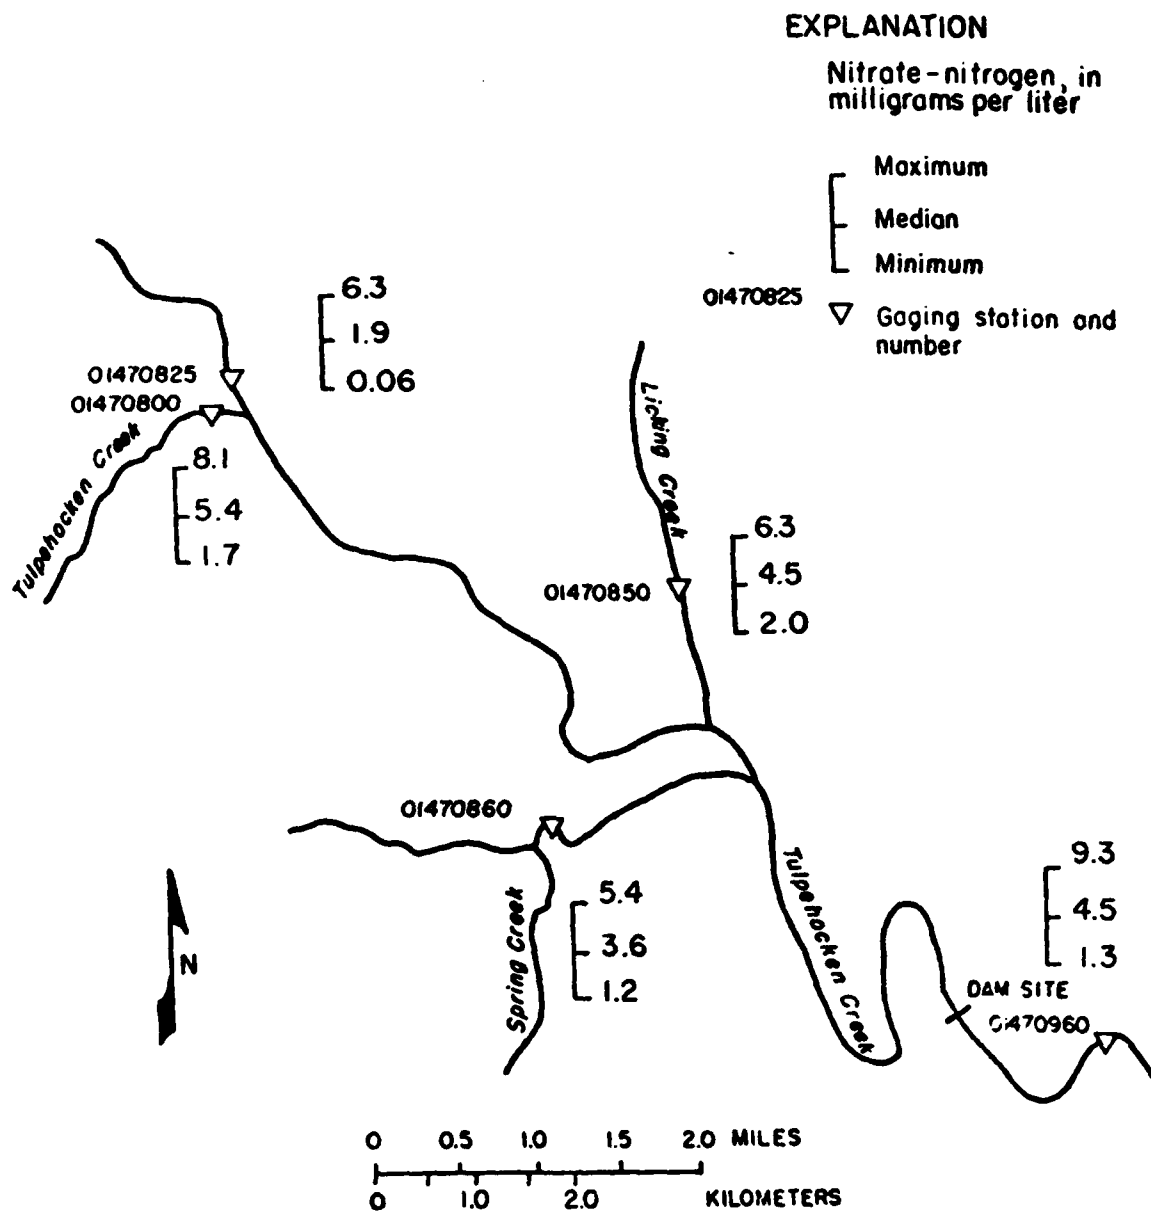 EXPLANATION
Nitrate-nitrogen, in
milligrams per liter
Maximum
Median
Minimum
01470825
Gaging station and
number
6.3
1.9
0.06
01470825
01470800
Tulpehocken Creek
8.1
5.4
1.7
Licking Creek
6.3
4.5
2.0
01470850
01470860
Spring Creek
5.4
3.6
1.2
Tulpehocken Creek
9.3
4.5
1.3
DAM SITE
01470960
N
0 0.5 1.0 1.5 2.0 MILES
0 1.0 2.0 KILOMETERS